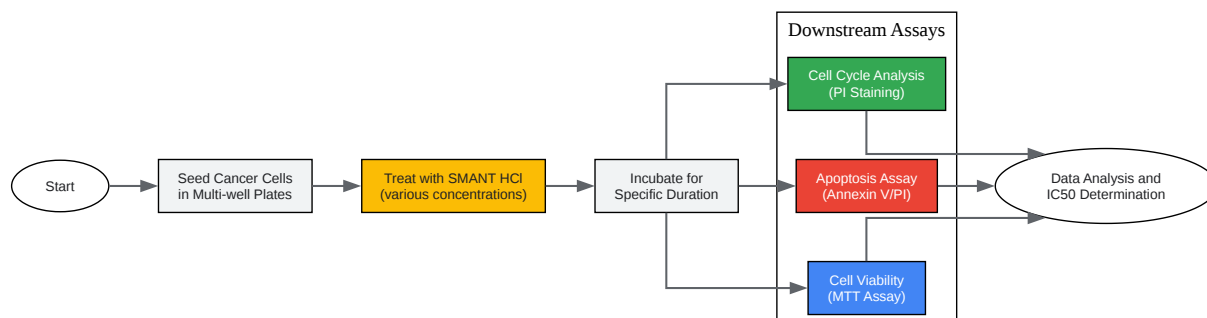 Downstream Assays
Cell Cycle Analysis
(PI Staining)
Start
Seed Cancer Cells
in Multi-well Plates
Treat with SMANT HCl
(various concentrations)
Incubate for
Specific Duration
Apoptosis Assay
(Annexin V/PI)
Data Analysis and
IC50 Determination
Cell Viability
(MTT Assay)